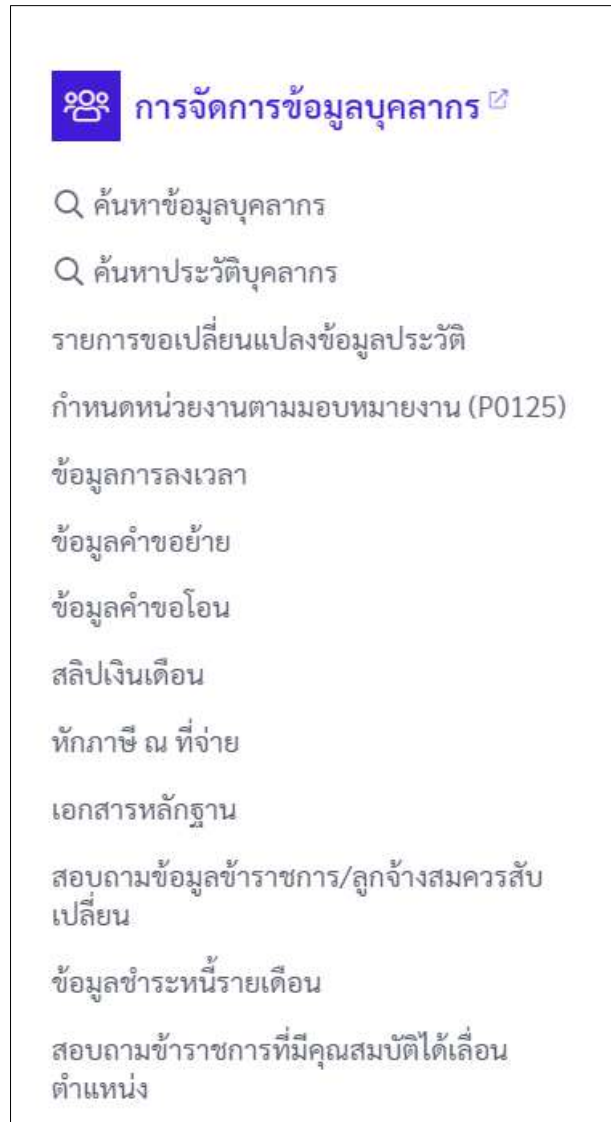 การจัดการข้อมูลบุคลากร
ค้นหาข้อมูลบุคลากร
ค้นหาประวัติบุคลากร
รายการขอเปลี่ยนแปลงข้อมูลประวัติ
กำหนดหน่วยงานตามมอบหมายงาน (P0125)
ข้อมูลการลงเวลา
ข้อมูลคำขอย้าย
ข้อมูลคำขอโอน
สลิปเงินเดือน
หักภาษี ณ ที่จ่าย
เอกสารหลักฐาน
สอบถามข้อมูลข้าราชการ/ลูกจ้างสมควรสับ
เปลี่ยน
ข้อมูลชำระหนี้รายเดือน
สอบถามข้าราชการที่มีคุณสมบัติได้เลื่อน
ตำแหน่ง